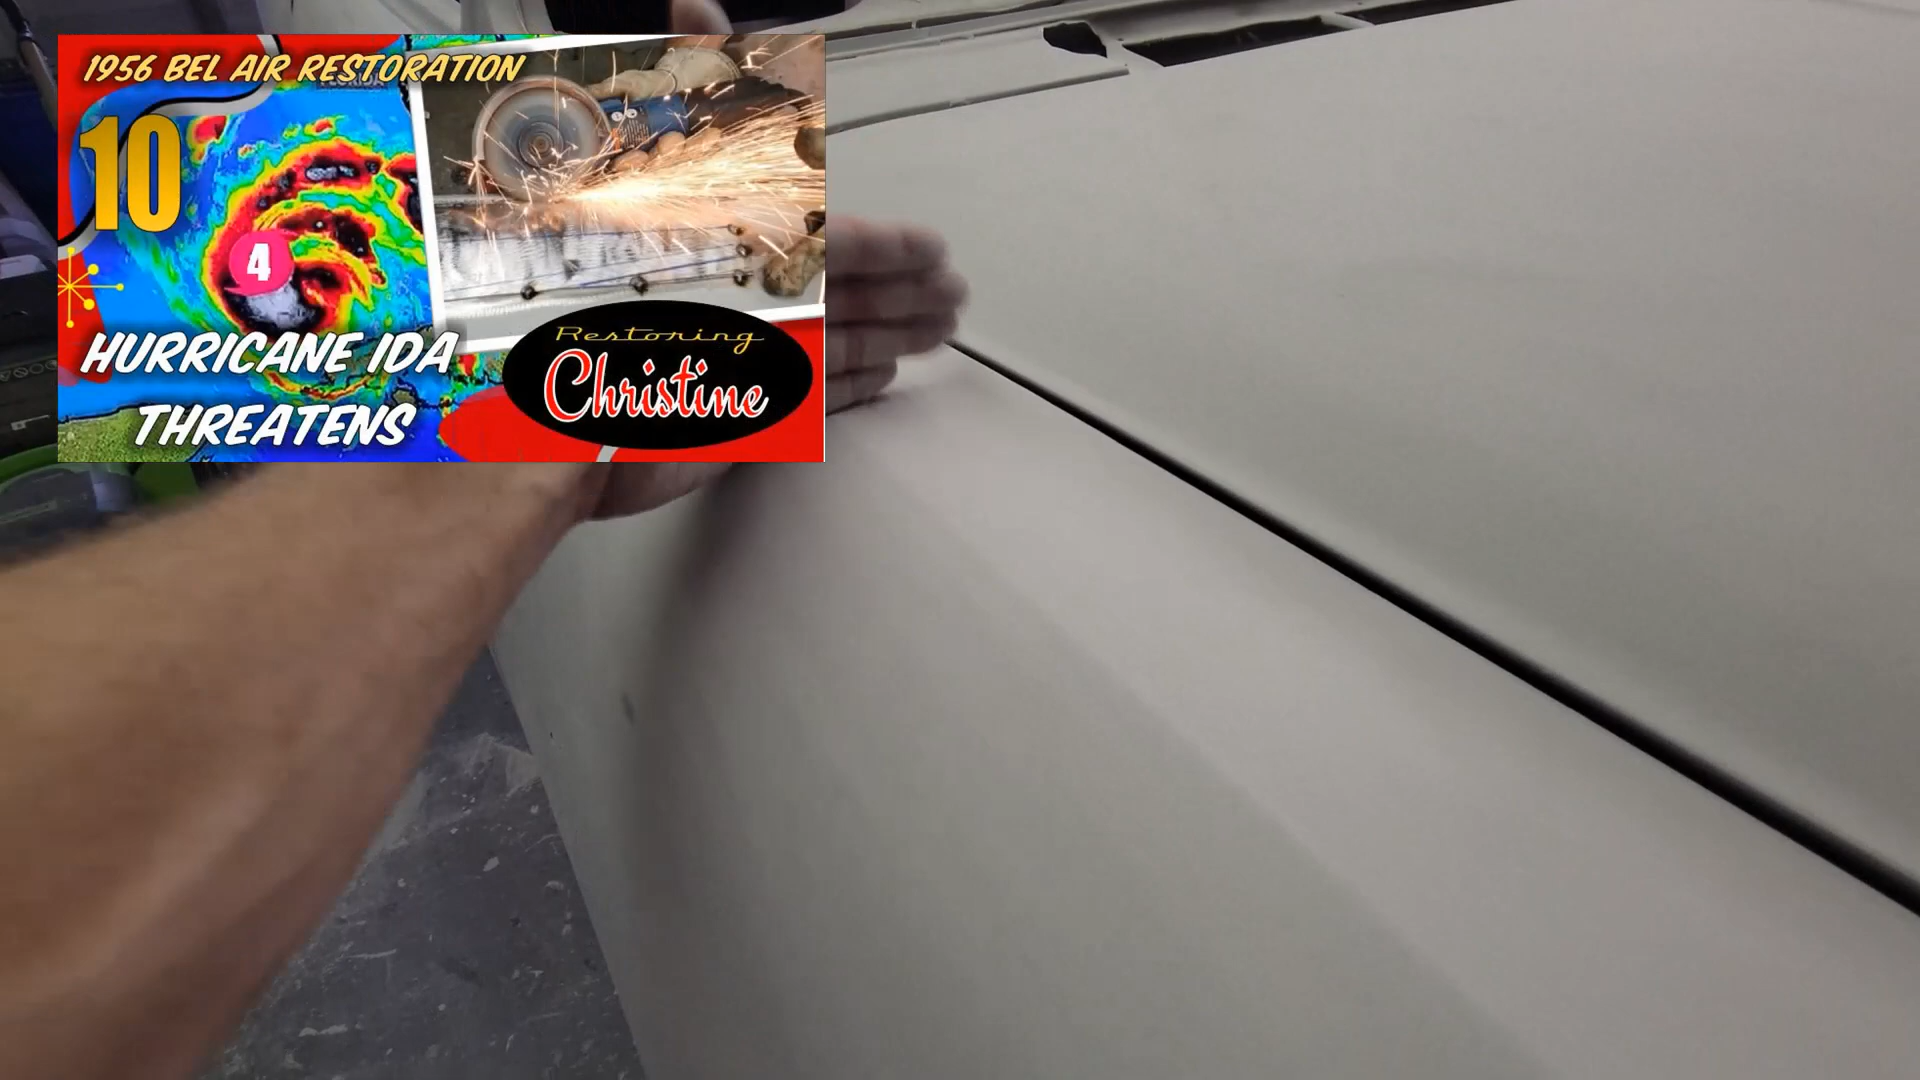 1956 BEL AIR RESTORATION
10
4
HURRICANE IDA
THREATENS
Restoring
Christine